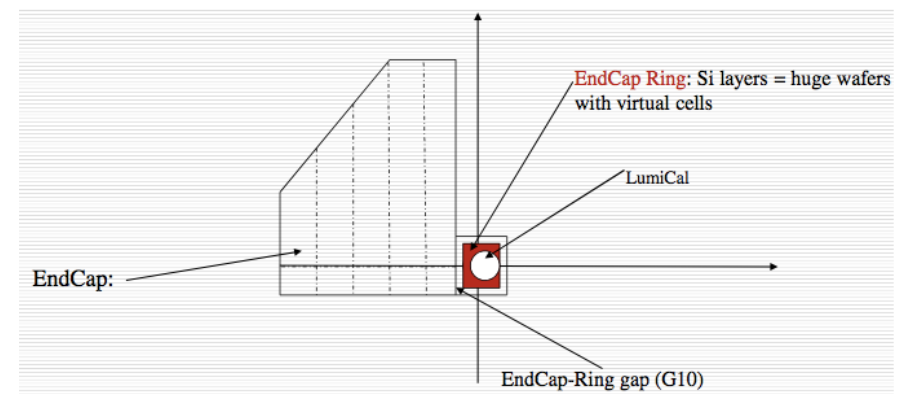 EndCap Ring: Si layers = huge wafers
with virtual cells
LumiCal
EndCap:
EndCap-Ring gap (G10)